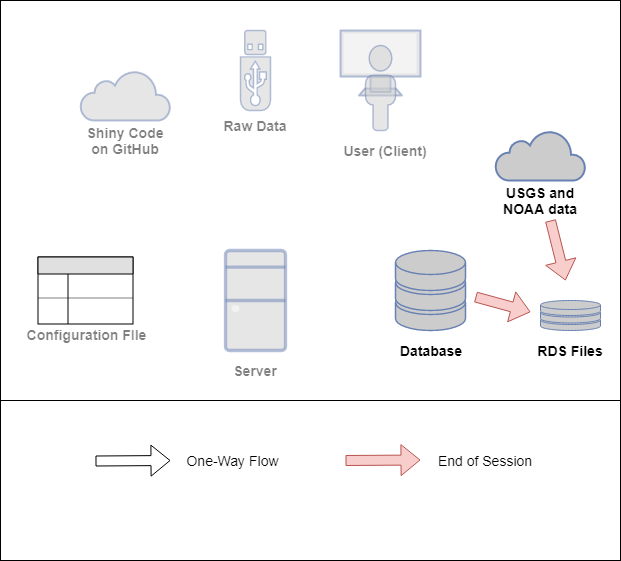 Shiny Code
on GitHub
Raw Data
User (Client)
USGS and
NOAA data
Configuration FIle
Server
Database
RDS Files
One-Way Flow
End of Session